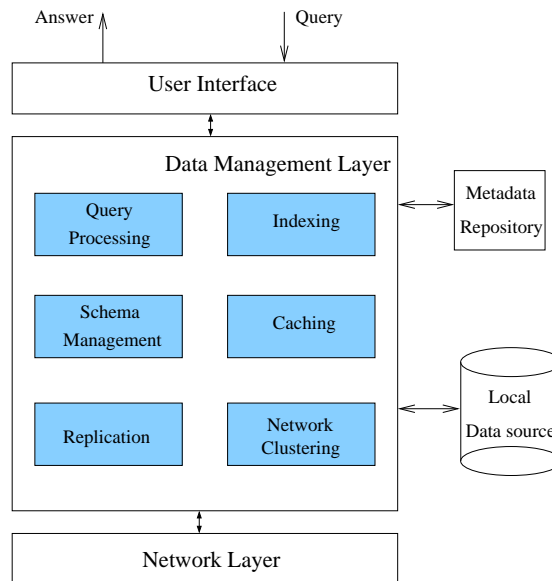 Answer
Query
User Interface
Data Management Layer
Query
Processing
Indexing
Metadata
Repository
Schema
Management
Caching
Local
Data source
Replication
Network
Clustering
Network Layer